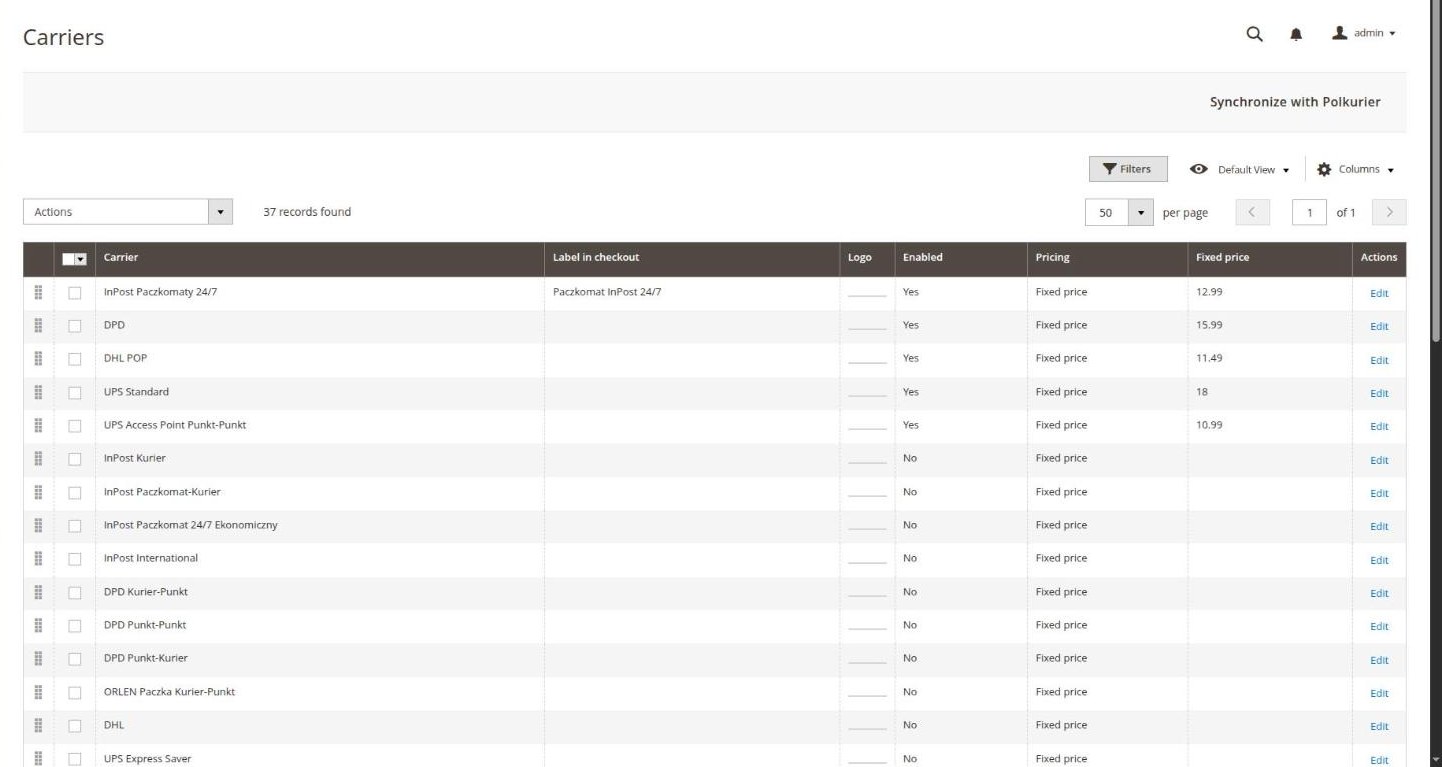 Carriers
admin
Synchronize with Polkurier
Filters Default View Columns
Actions 37 records found 50 per page 1 of 1
Carrier Label in checkout Logo Enabled Pricing Fixed price Actions
InPost Paczkomaty 24/7 Paczkomat InPost 24/7 Yes Fixed price 12.99 Edit
DPD Yes Fixed price 15.99 Edit
DHL POP Yes Fixed price 11.49 Edit
UPS Standard Yes Fixed price 18 Edit
UPS Access Point Punkt-Punkt Yes Fixed price 10.99 Edit
InPost Kurier No Fixed price Edit
InPost Paczkomat-Kurier No Fixed price Edit
InPost Paczkomat 24/7 Ekonomiczny No Fixed price Edit
InPost International No Fixed price Edit
DPD Kurier-Punkt No Fixed price Edit
DPD Punkt-Punkt No Fixed price Edit
DPD Punkt-Kurier No Fixed price Edit
ORLEN Paczka Kurier-Punkt No Fixed price Edit
DHL No Fixed price Edit
UPS Express Saver No Fixed price Edit